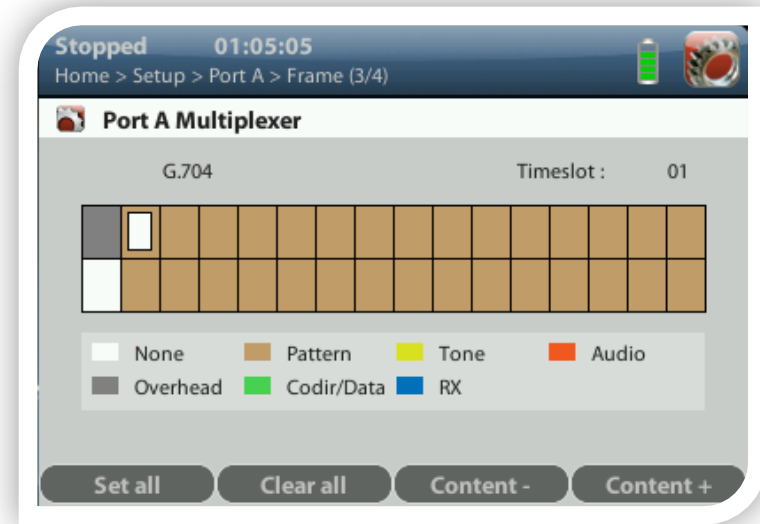 Stopped 01:05:05
Home > Setup > Port A > Frame (3/4)
Port A Multiplexer
G.704 Timeslot : 01
None Pattern Tone Audio
Overhead Codir/Data RX
Set all Clear all Content - Content +